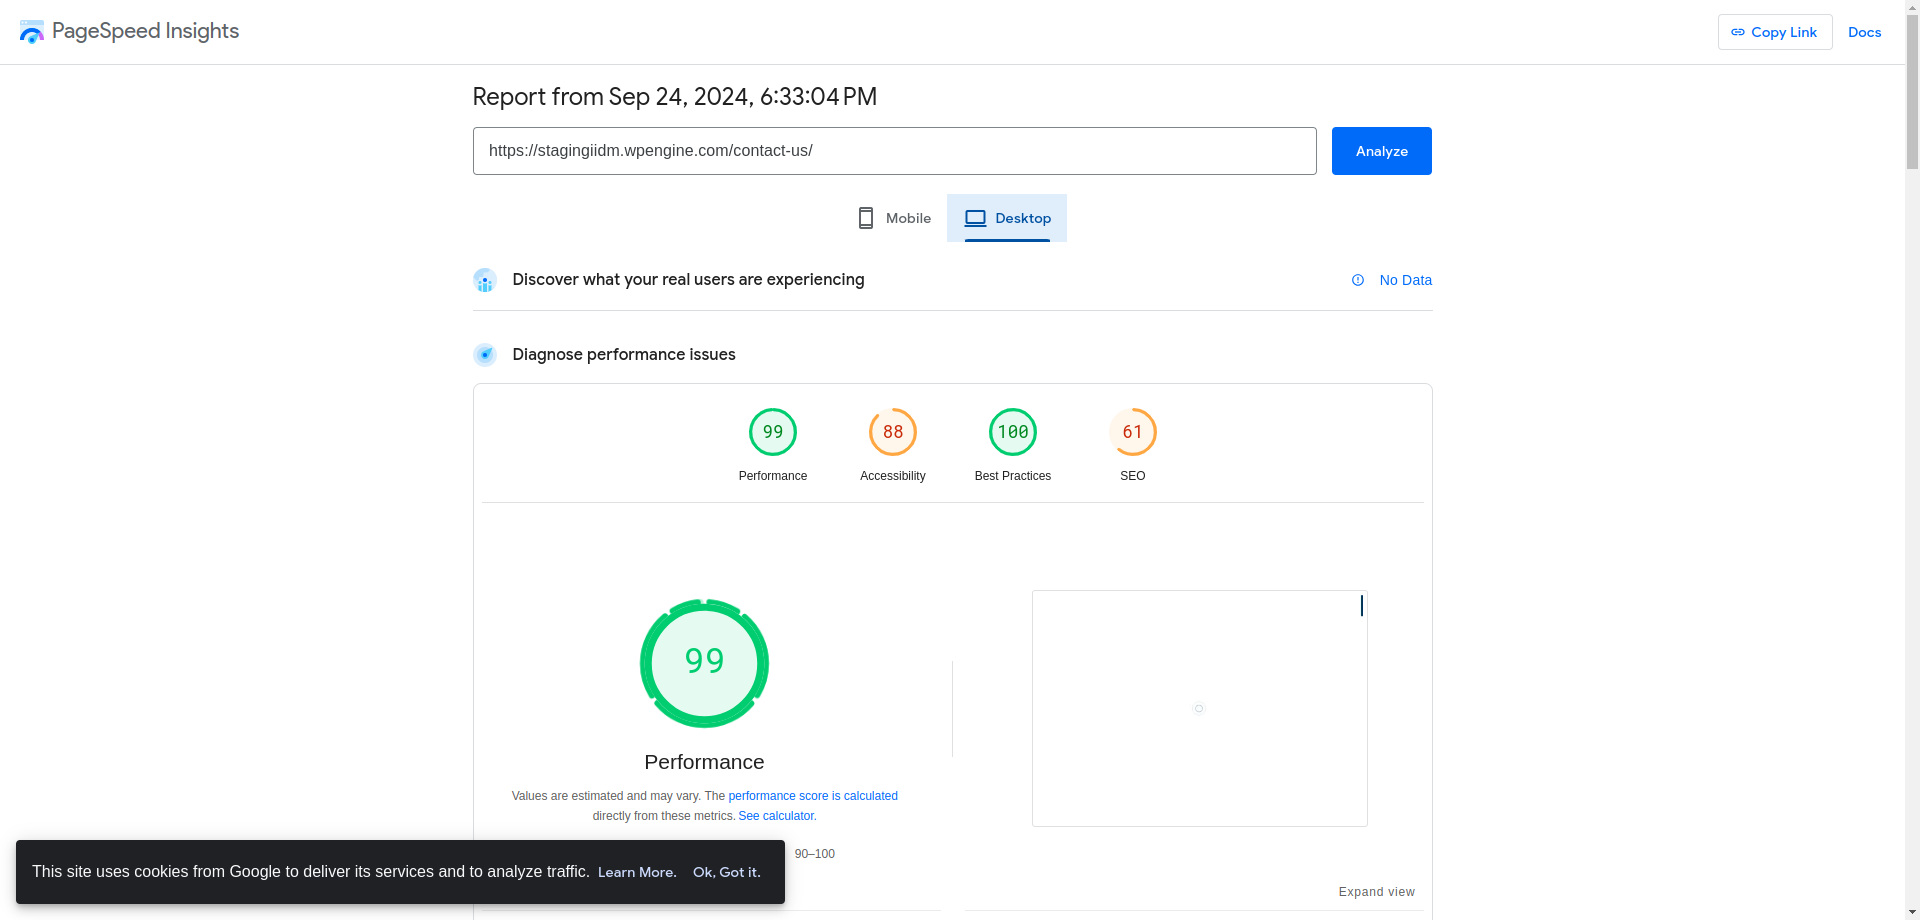 PageSpeed Insights
Copy Link
Docs
Report from Sep 24, 2024, 6:33:04 PM
https://stagingiidm.wpengine.com/contact-us/
Analyze
Mobile
Desktop
Discover what your real users are experiencing
No Data
Diagnose performance issues
99
88
100
61
Performance
Accessibility
Best Practices
SEO
99
Performance
Values are estimated and may vary. The performance score is calculated
directly from these metrics. See calculator.
90–100
This site uses cookies from Google to deliver its services and to analyze traffic. Learn More. Ok, Got it.
Expand view